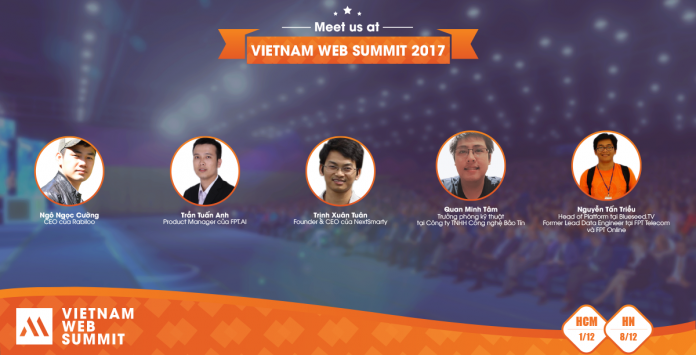 Meet us at
VIETNAM WEB SUMMIT 2017
Ngô Ngọc Cường
CEO của Rabiloo
Trần Tuấn Anh
Product Manager của FPT.AI
Trịnh Xuân Tuân
Founder & CEO của NextSmarty
Quan Minh Tâm
Trưởng phòng kỹ thuật
tại Công ty TNHH Công nghệ Bảo Tín
Nguyễn Tấn Triều
Head of Platform tại Blueseed.TV
Former Lead Data Engineer tại FPT Telecom
và FPT Online
VIETNAM
WEB
SUMMIT
HCM
1/12
HN
8/12